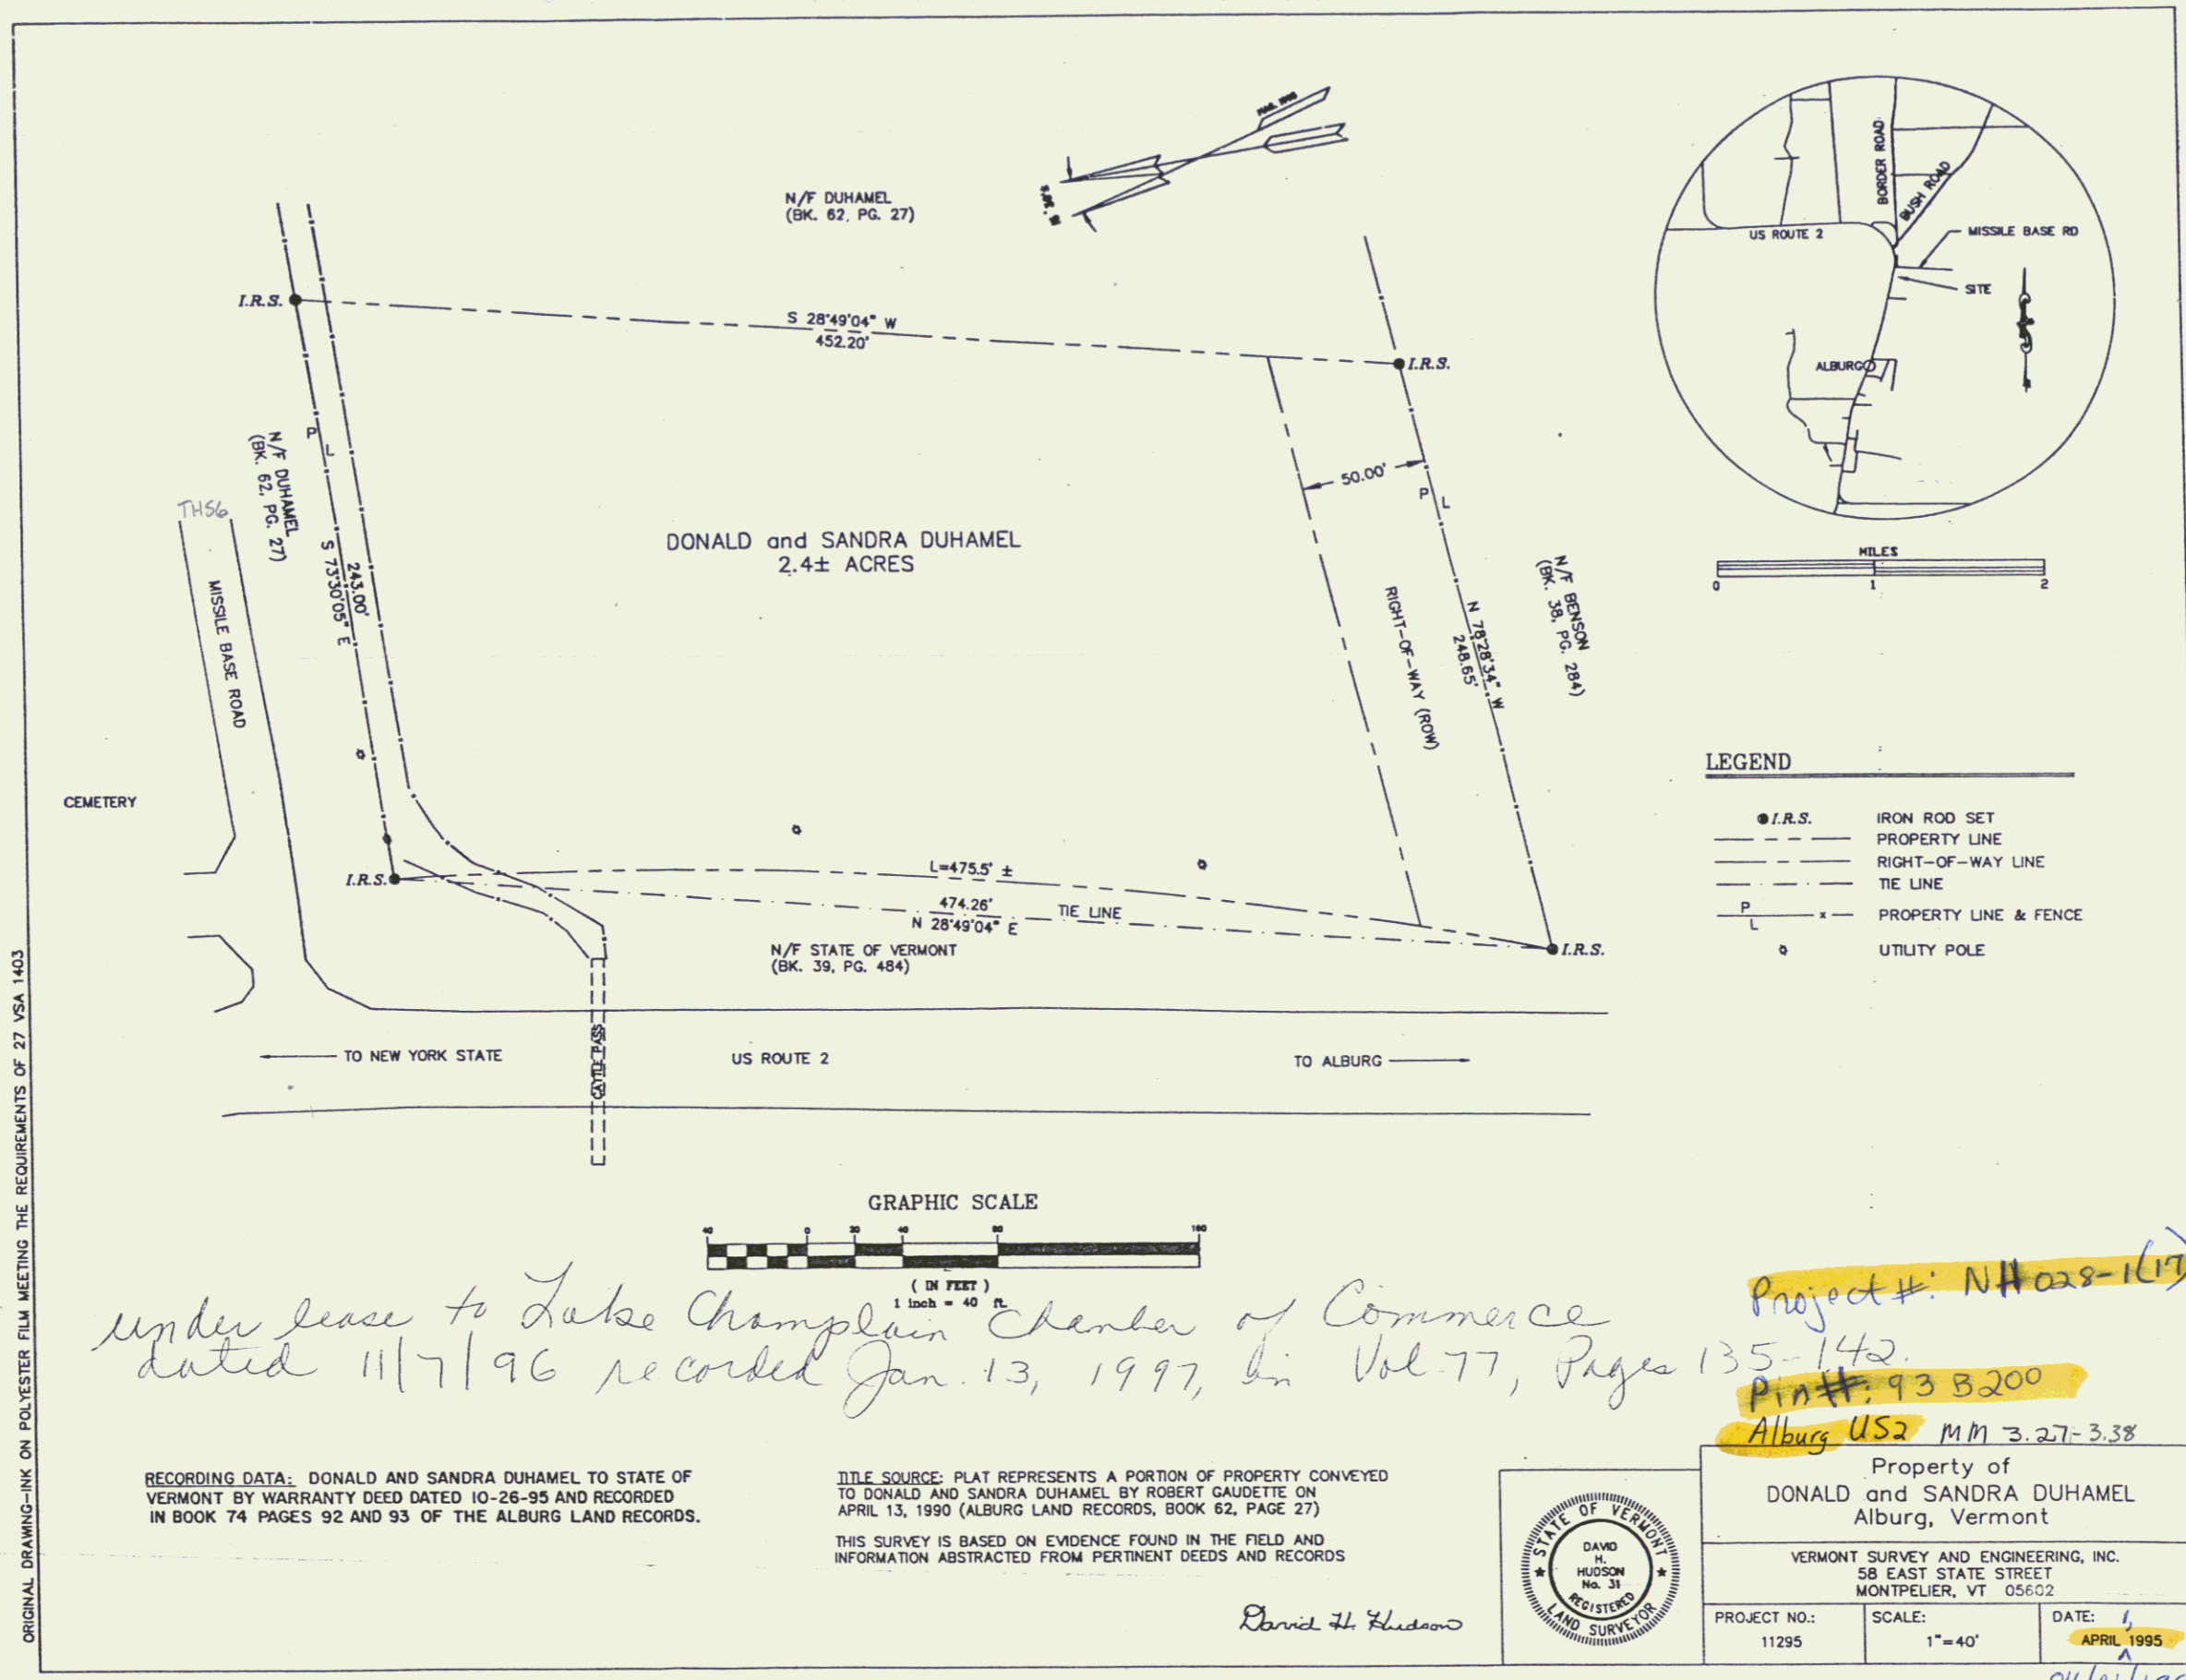 MAG. 1995
N/F DUHAMEL
(BK. 62, PG. 27)
BORDER ROAD
BUSH ROAD
US ROUTE 2
MISSILE BASE RD
SITE
ALBURG
MILES
0 1 2
I.R.S.
S 28°49'04" W
452.20'
I.R.S.
P
L
N/F DUHAMEL
(BK. 62, PG. 27)
243.00'
S 73°30'05" E
TH56
MISSILE BASE ROAD
CEMETERY
DONALD and SANDRA DUHAMEL
2.4± ACRES
50.00'
P
L
RIGHT-OF-WAY (ROW)
N 78°28'34" W
248.65'
N/F BENSON
(BK. 38, PG. 284)
LEGEND
I.R.S. IRON ROD SET
PROPERTY LINE
RIGHT-OF-WAY LINE
TIE LINE
P
L x PROPERTY LINE & FENCE
UTILITY POLE
I.R.S.
L=475.5' ±
474.26' TIE LINE
N 28°49'04" E
I.R.S.
N/F STATE OF VERMONT
(BK. 39, PG. 484)
CATTLE PASS
TO NEW YORK STATE
US ROUTE 2
TO ALBURG
GRAPHIC SCALE
40 0 20 40 80 160
( IN FEET )
1 inch = 40 ft.
under lease to Lake Champlain Chamber of Commerce
dated 11/7/96 recorded Jan. 13, 1997, in Vol. 77, Pages 135-142.
Project #: NH 028-1(17)
Pin #: 93 B200
Alburg US2 MM 3.27-3.38
RECORDING DATA: DONALD AND SANDRA DUHAMEL TO STATE OF
VERMONT BY WARRANTY DEED DATED 10-26-95 AND RECORDED
IN BOOK 74 PAGES 92 AND 93 OF THE ALBURG LAND RECORDS.
TITLE SOURCE: PLAT REPRESENTS A PORTION OF PROPERTY CONVEYED
TO DONALD AND SANDRA DUHAMEL BY ROBERT GAUDETTE ON
APRIL 13, 1990 (ALBURG LAND RECORDS, BOOK 62, PAGE 27)
THIS SURVEY IS BASED ON EVIDENCE FOUND IN THE FIELD AND
INFORMATION ABSTRACTED FROM PERTINENT DEEDS AND RECORDS
David H. Hudson
STATE OF VERMONT
DAVID
H.
HUDSON
No. 31
REGISTERED
LAND SURVEYOR
Property of
DONALD and SANDRA DUHAMEL
Alburg, Vermont
VERMONT SURVEY AND ENGINEERING, INC.
58 EAST STATE STREET
MONTPELIER, VT 05602
PROJECT NO.:
11295
SCALE:
1"=40'
DATE: 1,
APRIL 1995
ORIGINAL DRAWING-INK ON POLYESTER FILM MEETING THE REQUIREMENTS OF 27 VSA 1403